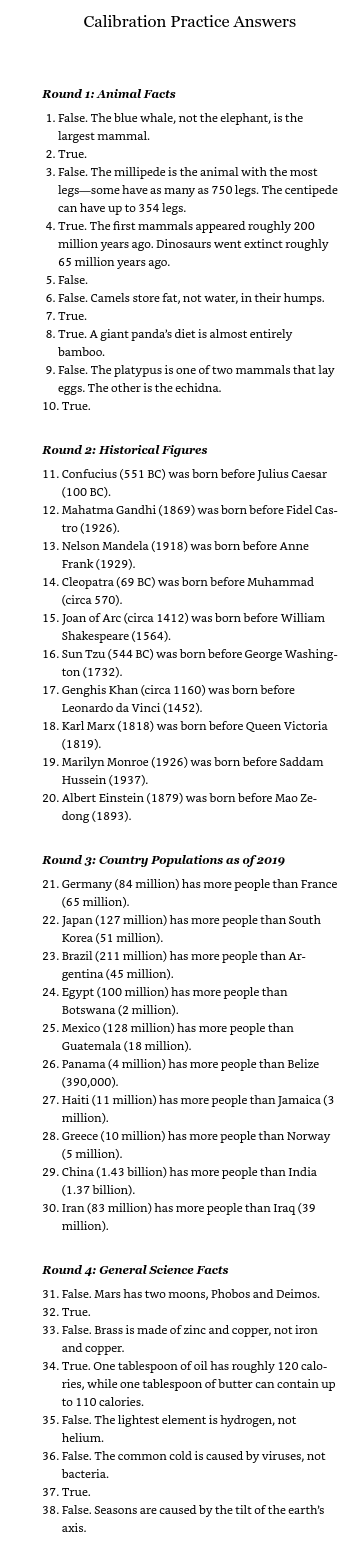 Calibration Practice Answers
Round 1: Animal Facts
1. False. The blue whale, not the elephant, is the
largest mammal.
2. True.
3. False. The millipede is the animal with the most
legs—some have as many as 750 legs. The centipede
can have up to 354 legs.
4. True. The first mammals appeared roughly 200
million years ago. Dinosaurs went extinct roughly
65 million years ago.
5. False.
6. False. Camels store fat, not water, in their humps.
7. True.
8. True. A giant panda's diet is almost entirely
bamboo.
9. False. The platypus is one of two mammals that lay
eggs. The other is the echidna.
10. True.
Round 2: Historical Figures
11. Confucius (551 BC) was born before Julius Caesar
(100 BC).
12. Mahatma Gandhi (1869) was born before Fidel Cas-
tro (1926).
13. Nelson Mandela (1918) was born before Anne
Frank (1929).
14. Cleopatra (69 BC) was born before Muhammad
(circa 570).
15. Joan of Arc (circa 1412) was born before William
Shakespeare (1564).
16. Sun Tzu (544 BC) was born before George Washing-
ton (1732).
17. Genghis Khan (circa 1160) was born before
Leonardo da Vinci (1452).
18. Karl Marx (1818) was born before Queen Victoria
(1819).
19. Marilyn Monroe (1926) was born before Saddam
Hussein (1937).
20. Albert Einstein (1879) was born before Mao Ze-
dong (1893).
Round 3: Country Populations as of 2019
21. Germany (84 million) has more people than France
(65 million).
22. Japan (127 million) has more people than South
Korea (51 million).
23. Brazil (211 million) has more people than Ar-
gentina (45 million).
24. Egypt (100 million) has more people than
Botswana (2 million).
25. Mexico (128 million) has more people than
Guatemala (18 million).
26. Panama (4 million) has more people than Belize
(390,000).
27. Haiti (11 million) has more people than Jamaica (3
million).
28. Greece (10 million) has more people than Norway
(5 million).
29. China (1.43 billion) has more people than India
(1.37 billion).
30. Iran (83 million) has more people than Iraq (39
million).
Round 4: General Science Facts
31. False. Mars has two moons, Phobos and Deimos.
32. True.
33. False. Brass is made of zinc and copper, not iron
and copper.
34. True. One tablespoon of oil has roughly 120 calo-
ries, while one tablespoon of butter can contain up
to 110 calories.
35. False. The lightest element is hydrogen, not
helium.
36. False. The common cold is caused by viruses, not
bacteria.
37. True.
38. False. Seasons are caused by the tilt of the earth's
axis.